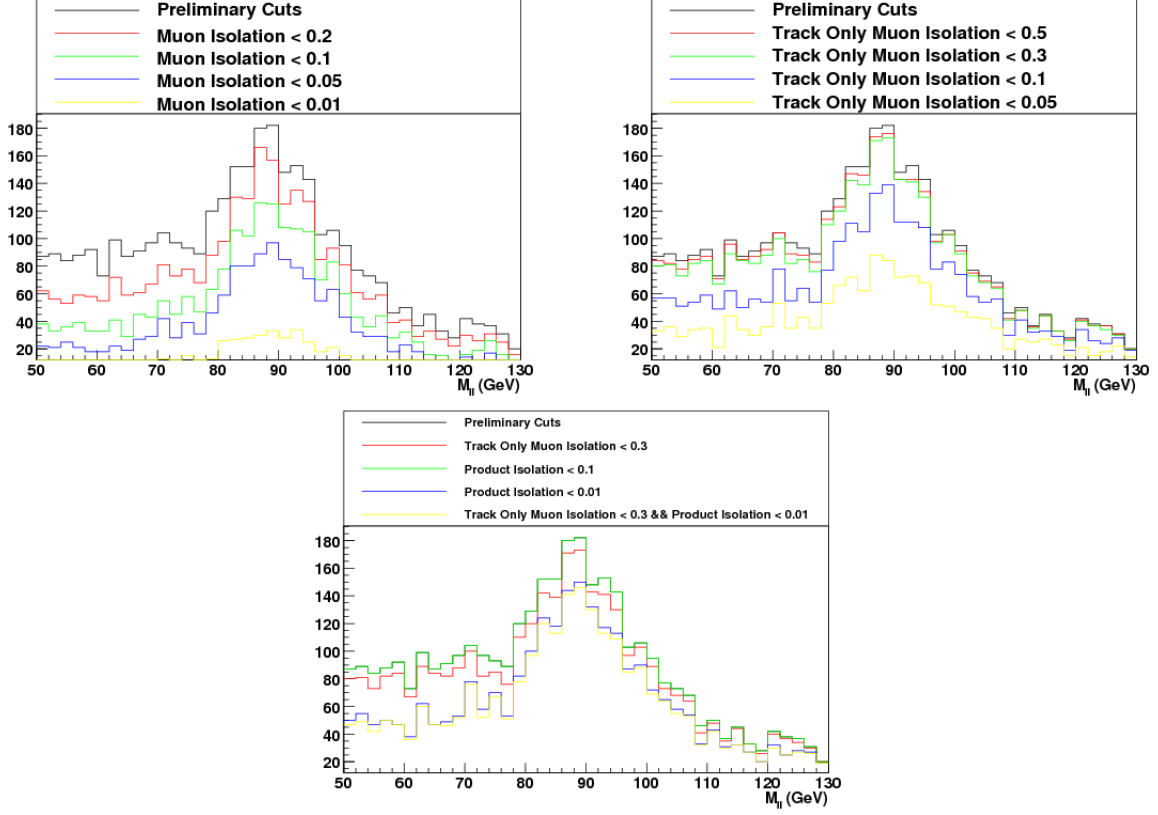 Preliminary Cuts
Muon Isolation < 0.2
Muon Isolation < 0.1
Muon Isolation < 0.05
Muon Isolation < 0.01
180
160
140
120
100
80
60
40
20
50 60 70 80 90 100 110 120 130
M_ll (GeV)
Preliminary Cuts
Track Only Muon Isolation < 0.5
Track Only Muon Isolation < 0.3
Track Only Muon Isolation < 0.1
Track Only Muon Isolation < 0.05
180
160
140
120
100
80
60
40
20
50 60 70 80 90 100 110 120 130
M_ll (GeV)
Preliminary Cuts
Track Only Muon Isolation < 0.3
Product Isolation < 0.1
Product Isolation < 0.01
Track Only Muon Isolation < 0.3 && Product Isolation < 0.01
180
160
140
120
100
80
60
40
20
50 60 70 80 90 100 110 120 130
M_ll (GeV)